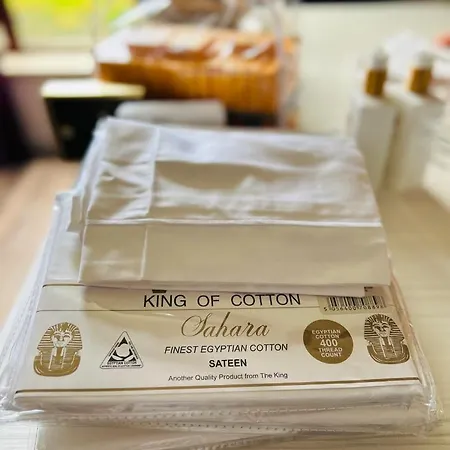 KING OF COTTON
Sahara
FINEST EGYPTIAN COTTON
SATEEN
Another Quality Product from The King
EGYPTIAN
COTTON
400
THREAD
COUNT